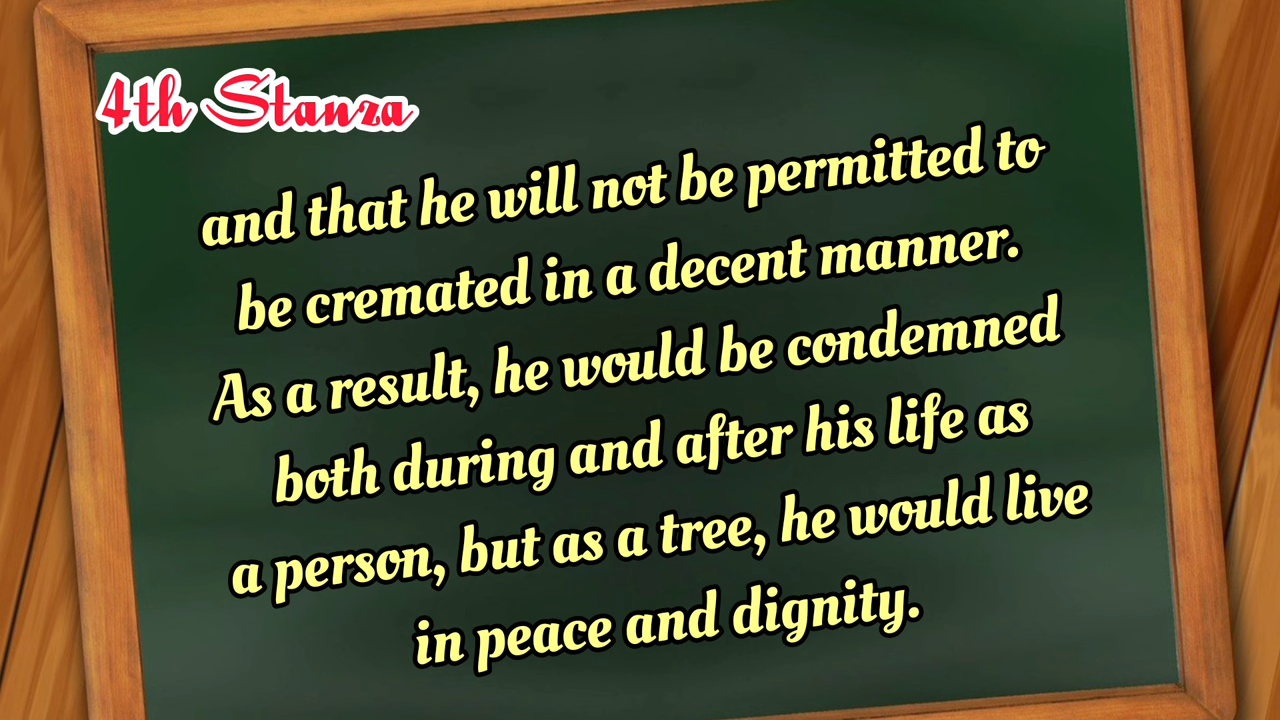 4th Stanza
and that he will not be permitted to
be cremated in a decent manner.
As a result, he would be condemned
both during and after his life as
a person, but as a tree, he would live
in peace and dignity.